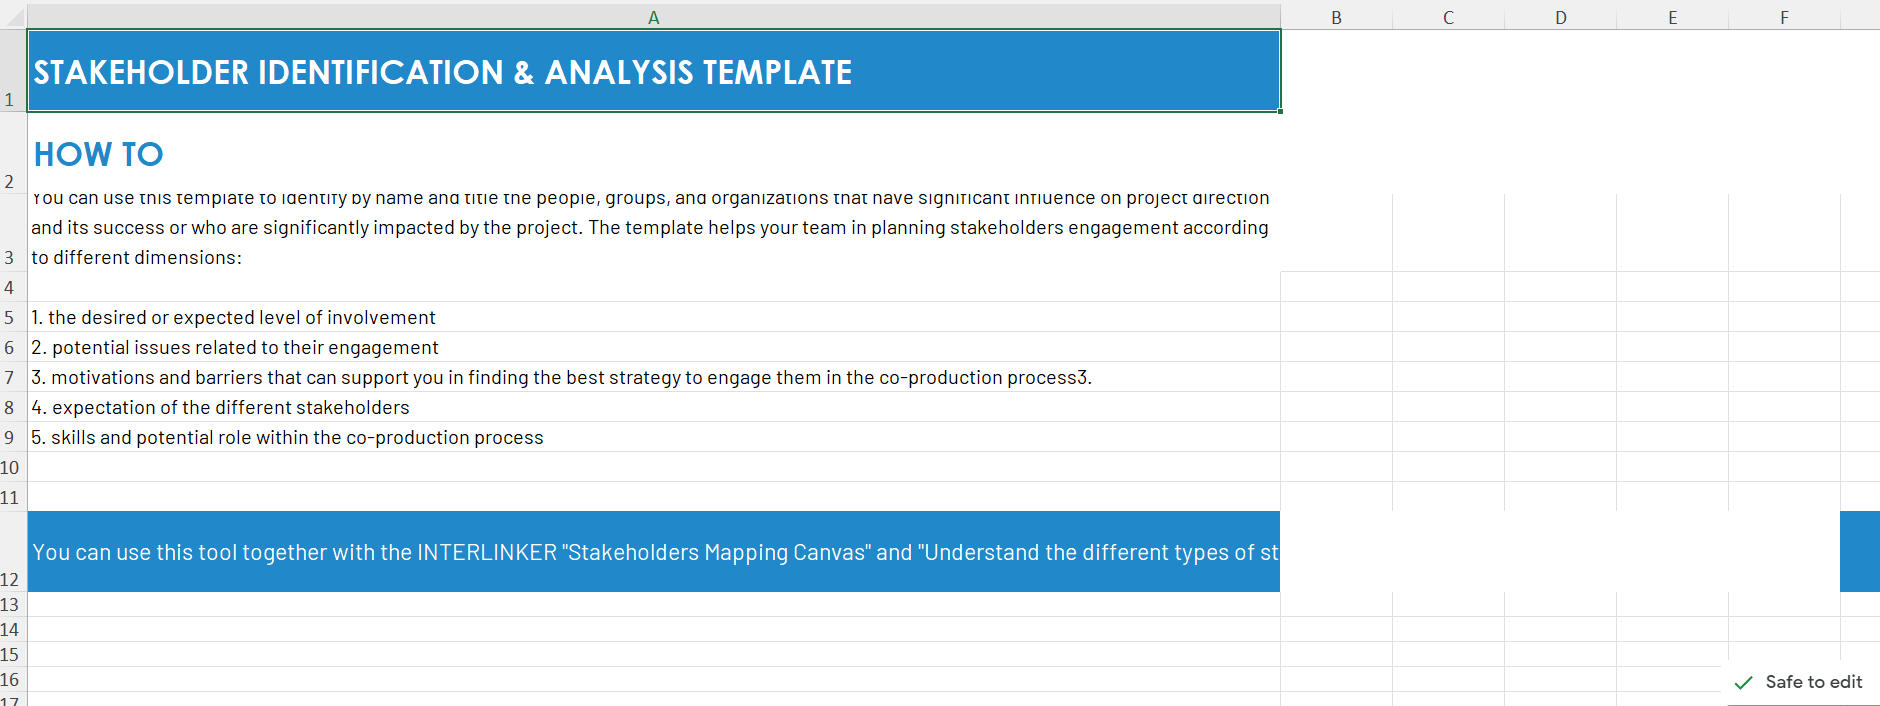 A B C D E F
1 STAKEHOLDER IDENTIFICATION & ANALYSIS TEMPLATE
2 HOW TO
You can use this template to identify by name and title the people, groups, and organizations that have significant influence on project direction
and its success or who are significantly impacted by the project. The template helps your team in planning stakeholders engagement according
3 to different dimensions:
4
5 1. the desired or expected level of involvement
6 2. potential issues related to their engagement
7 3. motivations and barriers that can support you in finding the best strategy to engage them in the co-production process3.
8 4. expectation of the different stakeholders
9 5. skills and potential role within the co-production process
10
11
12 You can use this tool together with the INTERLINKER "Stakeholders Mapping Canvas" and "Understand the different types of st
13
14
15
16
Safe to edit
17